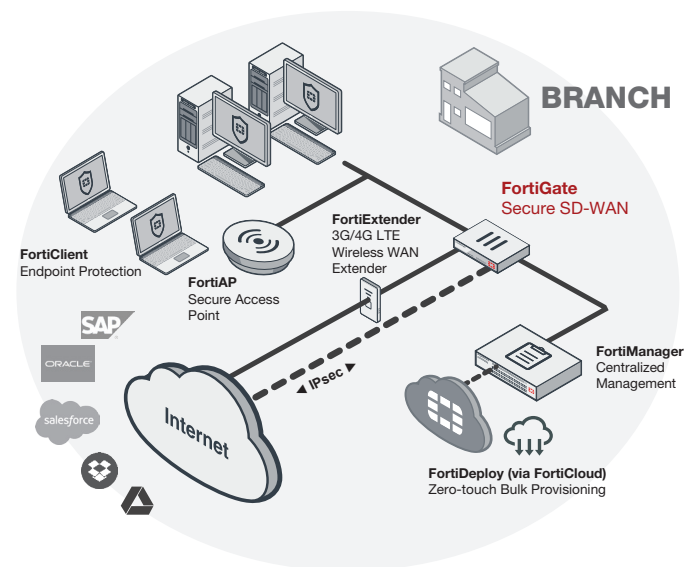 BRANCH
FortiGate
Secure SD-WAN
FortiExtender
3G/4G LTE
Wireless WAN
Extender
FortiClient
Endpoint Protection
FortiAP
Secure Access
Point
SAP
ORACLE
salesforce
Internet
◄ IPsec ►
FortiManager
Centralized
Management
FortiDeploy (via FortiCloud)
Zero-touch Bulk Provisioning